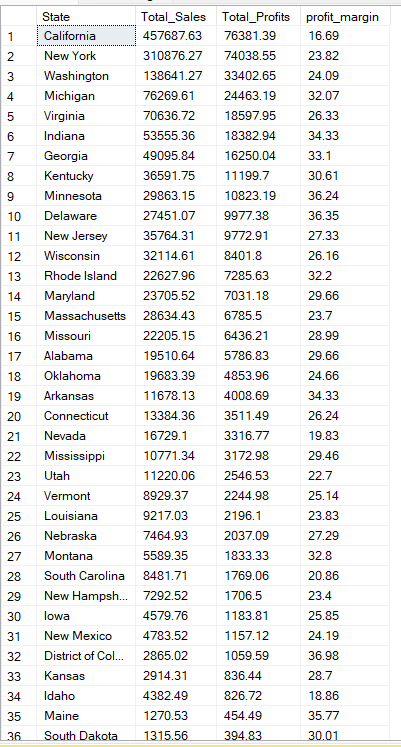 State Total_Sales Total_Profits profit_margin
1 California 457687.63 76381.39 16.69
2 New York 310876.27 74038.55 23.82
3 Washington 138641.27 33402.65 24.09
4 Michigan 76269.61 24463.19 32.07
5 Virginia 70636.72 18597.95 26.33
6 Indiana 53555.36 18382.94 34.33
7 Georgia 49095.84 16250.04 33.1
8 Kentucky 36591.75 11199.7 30.61
9 Minnesota 29863.15 10823.19 36.24
10 Delaware 27451.07 9977.38 36.35
11 New Jersey 35764.31 9772.91 27.33
12 Wisconsin 32114.61 8401.8 26.16
13 Rhode Island 22627.96 7285.63 32.2
14 Maryland 23705.52 7031.18 29.66
15 Massachusetts 28634.43 6785.5 23.7
16 Missouri 22205.15 6436.21 28.99
17 Alabama 19510.64 5786.83 29.66
18 Oklahoma 19683.39 4853.96 24.66
19 Arkansas 11678.13 4008.69 34.33
20 Connecticut 13384.36 3511.49 26.24
21 Nevada 16729.1 3316.77 19.83
22 Mississippi 10771.34 3172.98 29.46
23 Utah 11220.06 2546.53 22.7
24 Vermont 8929.37 2244.98 25.14
25 Louisiana 9217.03 2196.1 23.83
26 Nebraska 7464.93 2037.09 27.29
27 Montana 5589.35 1833.33 32.8
28 South Carolina 8481.71 1769.06 20.86
29 New Hampsh... 7292.52 1706.5 23.4
30 Iowa 4579.76 1183.81 25.85
31 New Mexico 4783.52 1157.12 24.19
32 District of Col... 2865.02 1059.59 36.98
33 Kansas 2914.31 836.44 28.7
34 Idaho 4382.49 826.72 18.86
35 Maine 1270.53 454.49 35.77
36 South Dakota 1315.56 394.83 30.01